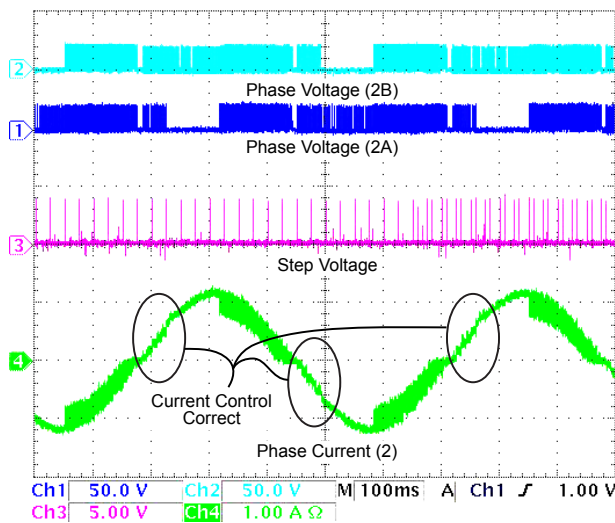 2
Phase Voltage (2B)
1
Phase Voltage (2A)
3
Step Voltage
4
Current Control
Correct
Phase Current (2)
Ch1 50.0 V Ch2 50.0 V M 100ms A Ch1 ƒ 1.00 V
Ch3 5.00 V Ch4 1.00 A Ω